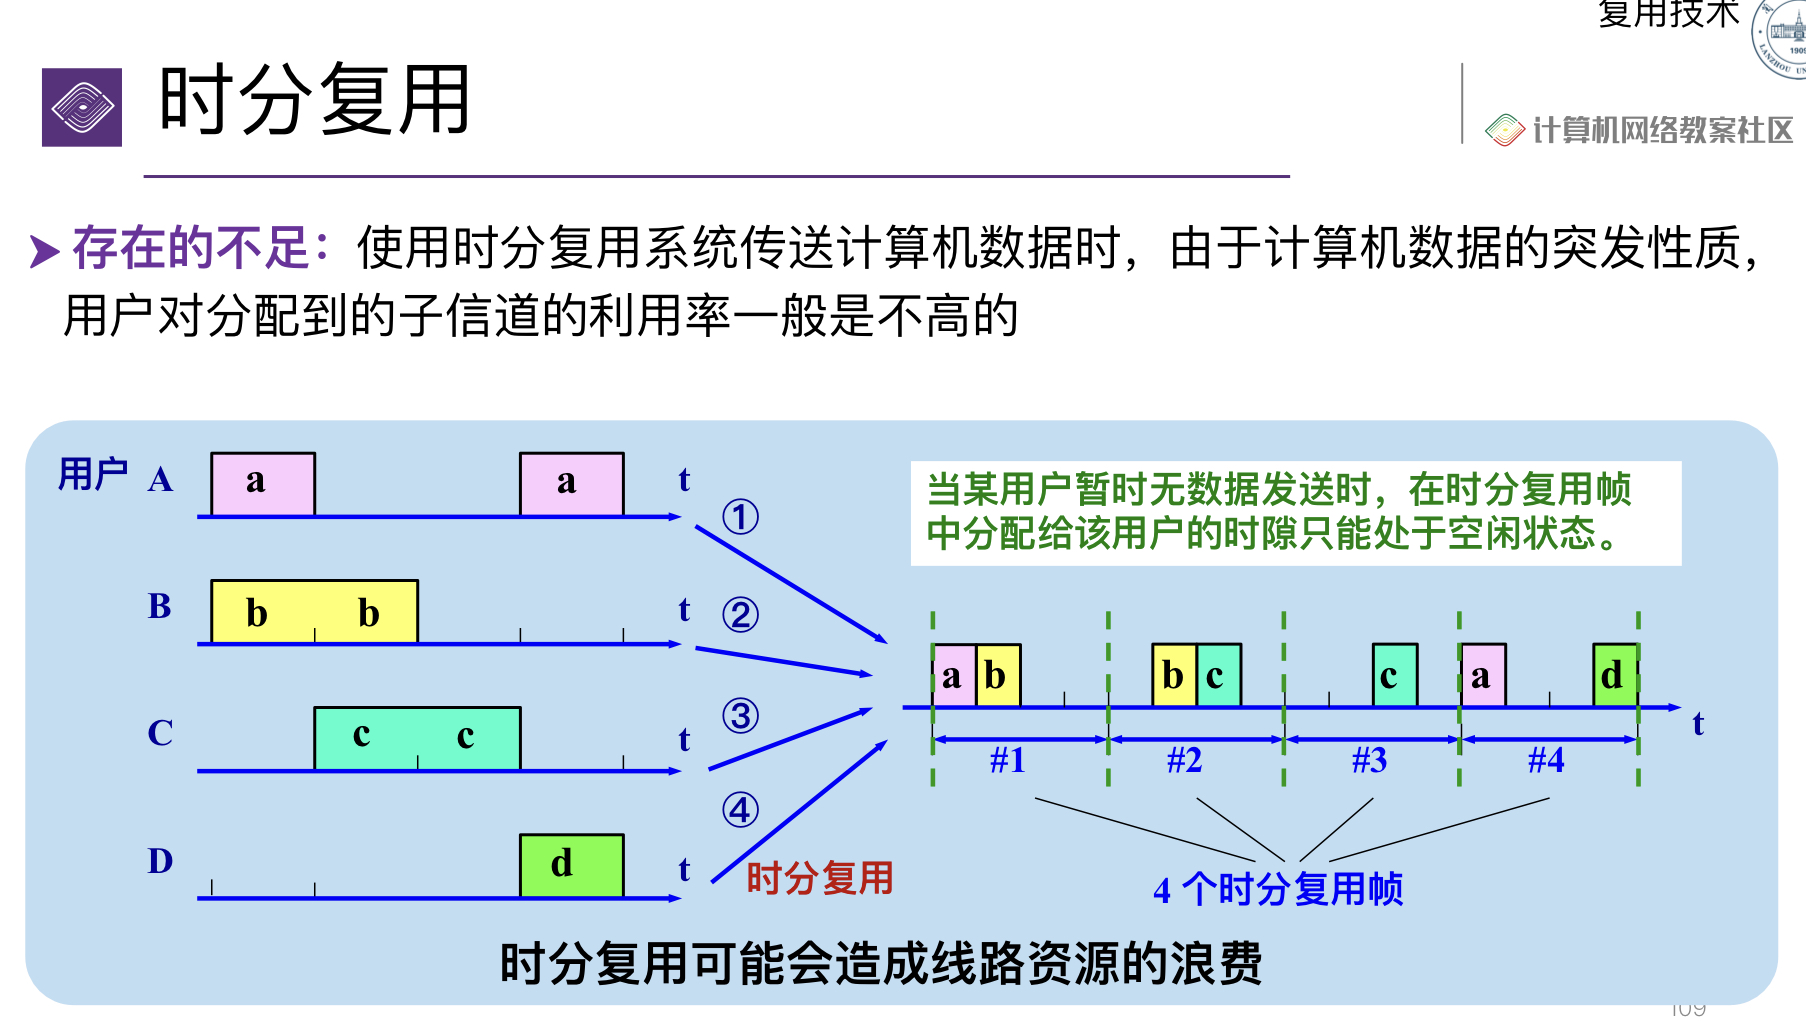 复用技术
时分复用
1909
LANZHOU UN
计算机网络教案社区
存在的不足：使用时分复用系统传送计算机数据时，由于计算机数据的突发性质，
用户对分配到的子信道的利用率一般是不高的
用户 A a a t
①
当某用户暂时无数据发送时，在时分复用帧
中分配给该用户的时隙只能处于空闲状态。
B b b t
②
a b b c c a d
C c c t
③
t
#1 #2 #3 #4
④
D d t
时分复用
4 个时分复用帧
时分复用可能会造成线路资源的浪费
109